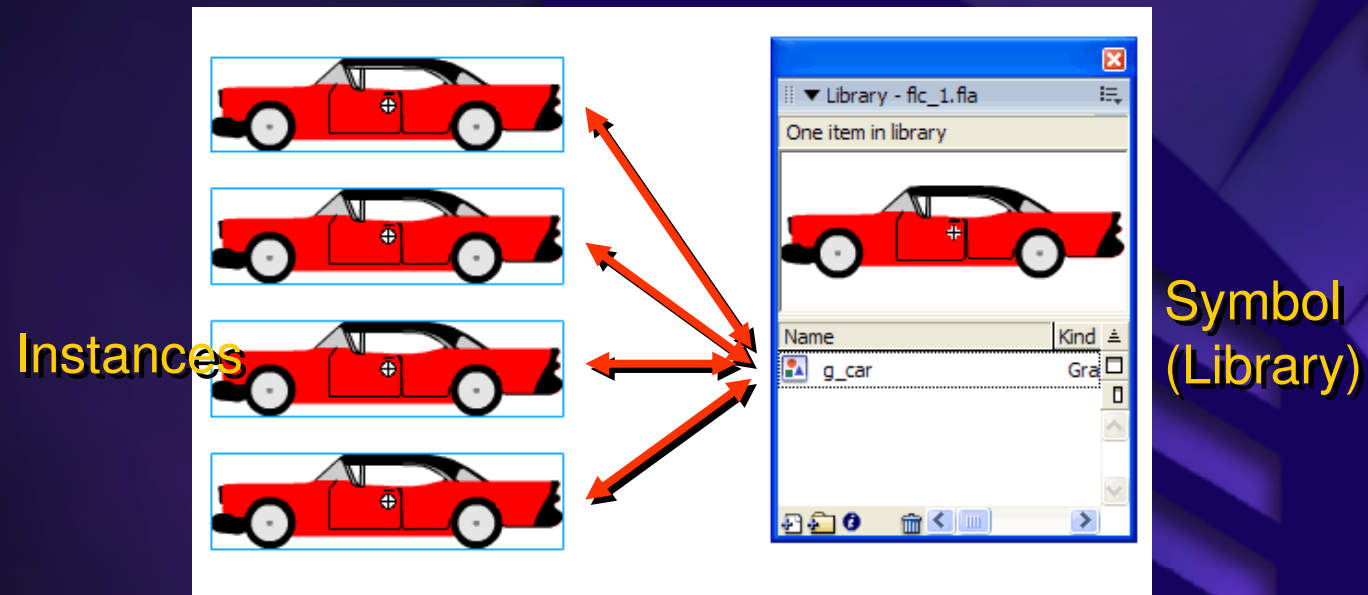 Instances
Library - flc_1.fla
One item in library
Name Kind
g_car Gra
Symbol
(Library)